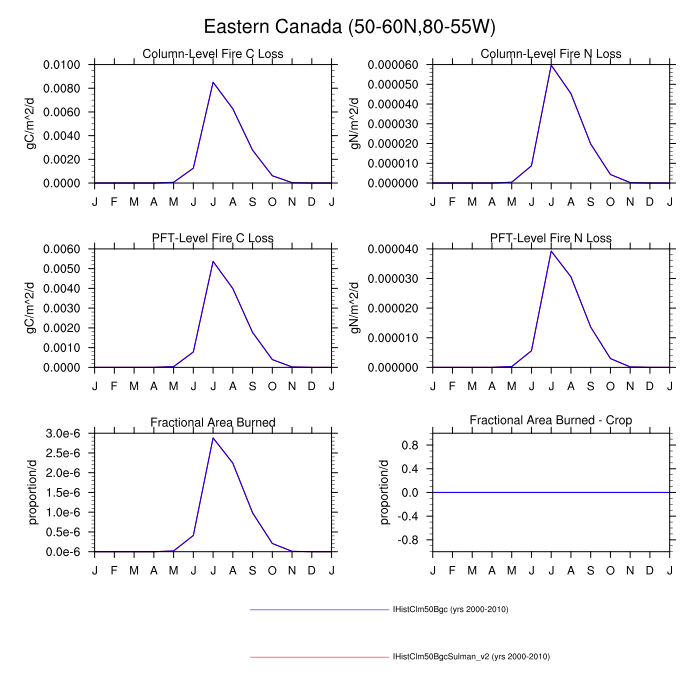 Eastern Canada (50-60N,80-55W)
Column-Level Fire C Loss
gC/m^2/d
0.0100
0.0080
0.0060
0.0040
0.0020
0.0000
J F M A M J J A S O N D J
Column-Level Fire N Loss
gN/m^2/d
0.000060
0.000050
0.000040
0.000030
0.000020
0.000010
0.000000
J F M A M J J A S O N D J
PFT-Level Fire C Loss
gC/m^2/d
0.0060
0.0050
0.0040
0.0030
0.0020
0.0010
0.0000
J F M A M J J A S O N D J
PFT-Level Fire N Loss
gN/m^2/d
0.000040
0.000030
0.000020
0.000010
0.000000
J F M A M J J A S O N D J
Fractional Area Burned
proportion/d
3.0e-6
2.5e-6
2.0e-6
1.5e-6
1.0e-6
0.5e-6
0.0e-6
J F M A M J J A S O N D J
Fractional Area Burned - Crop
proportion/d
0.8
0.4
0.0
-0.4
-0.8
J F M A M J J A S O N D J
IHistClm50Bgc (yrs 2000-2010)
IHistClm50BgcSulman_v2 (yrs 2000-2010)